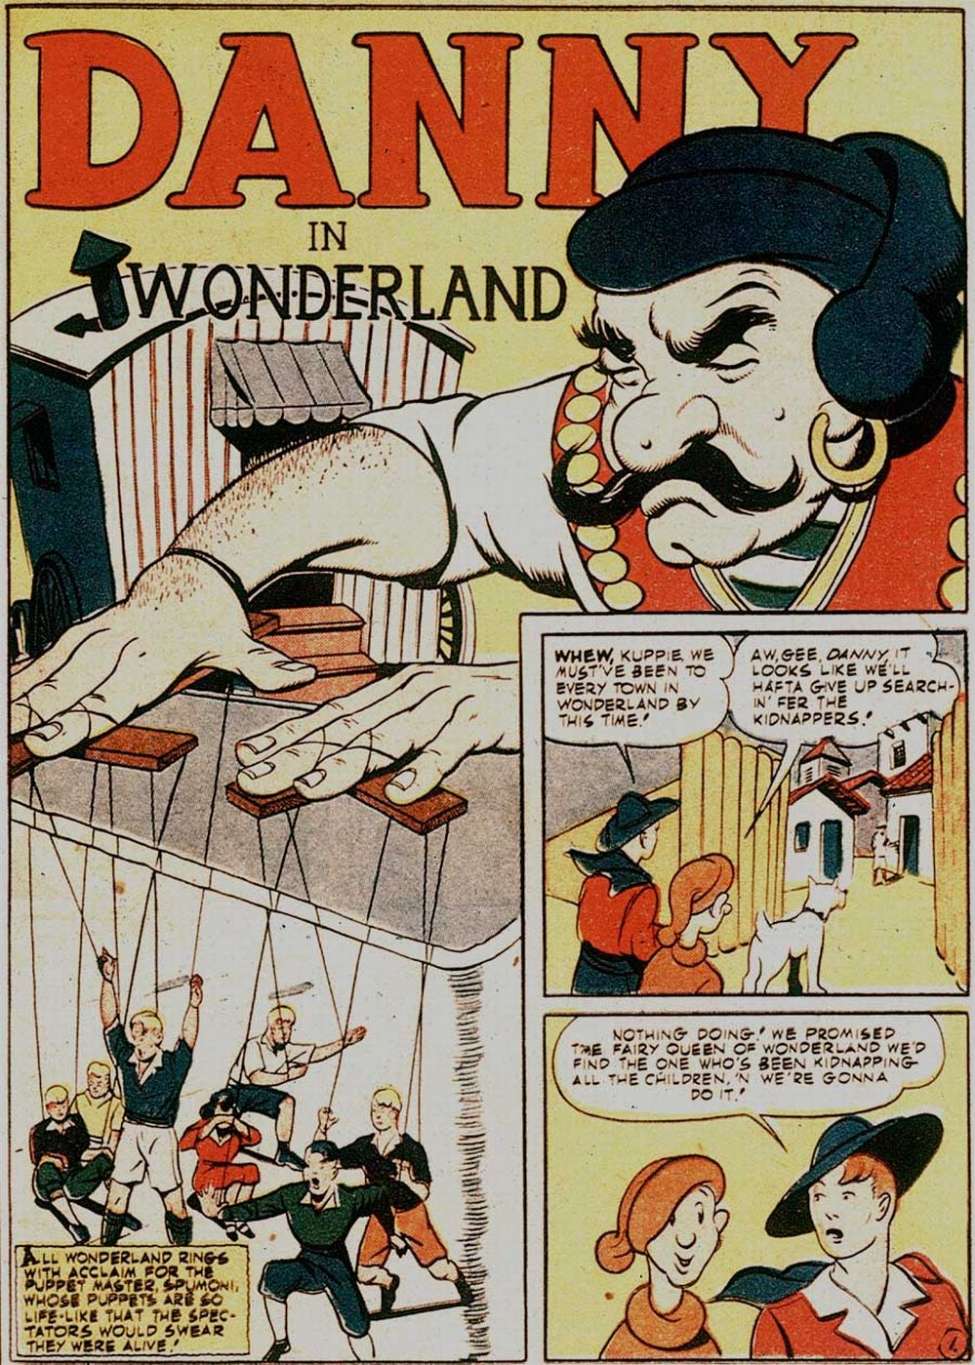 DANNY
IN
WONDERLAND
WHEW, KUPPIE, WE
MUST'VE BEEN TO
EVERY TOWN IN
WONDERLAND BY
THIS TIME!
AW, GEE, DANNY, IT
LOOKS LIKE WE'LL
HAFTA GIVE UP SEARCH-
IN' FER THE
KIDNAPPERS!
NOTHING DOING! WE PROMISED
THE FAIRY QUEEN OF WONDERLAND WE'D
FIND THE ONE WHO'S BEEN KIDNAPPING
ALL THE CHILDREN, 'N WE'RE GONNA
DO IT!
ALL WONDERLAND RINGS
WITH ACCLAIM FOR THE
PUPPET MASTER, SPUMONI,
WHOSE PUPPETS ARE SO
LIFE-LIKE THAT THE SPEC-
TATORS WOULD SWEAR
THEY WERE ALIVE!
1